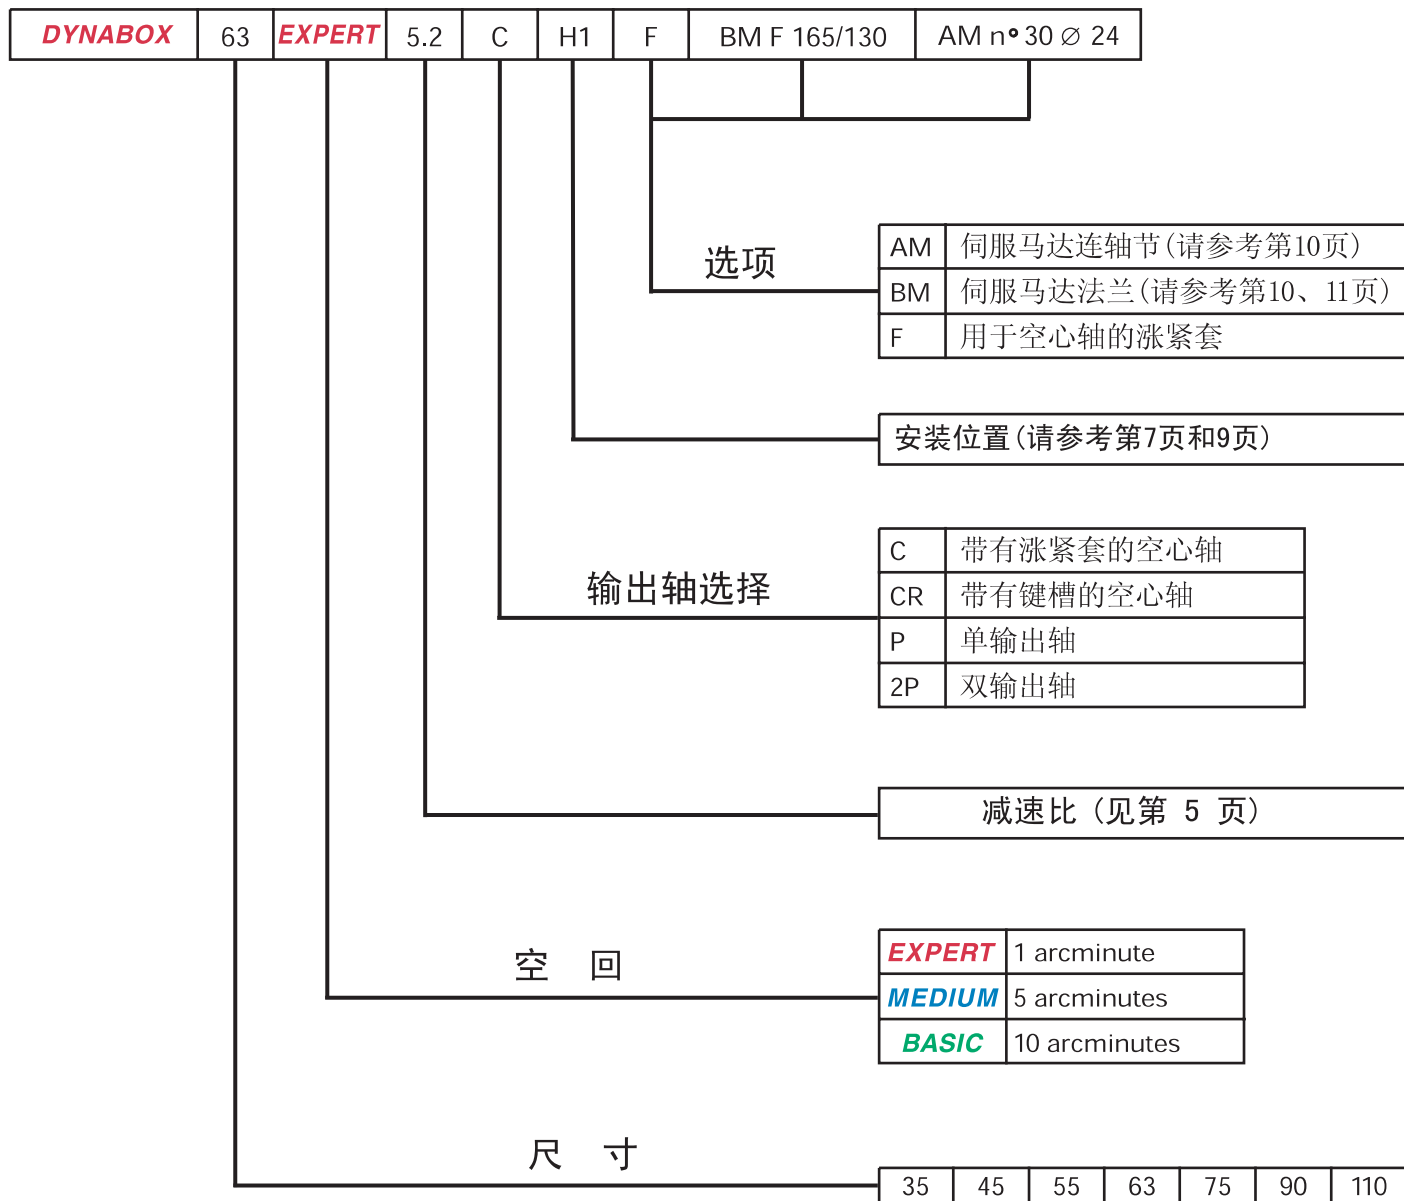 DYNABOX 63 EXPERT 5.2 C H1 F BM F 165/130 AM n° 30 ∅ 24
选项
AM 伺服马达连轴节(请参考第10页)
BM 伺服马达法兰(请参考第10、11页)
F 用于空心轴的涨紧套
安装位置(请参考第7页和9页)
输出轴选择
C 带有涨紧套的空心轴
CR 带有键槽的空心轴
P 单输出轴
2P 双输出轴
减速比 (见第 5 页)
空 回
EXPERT 1 arcminute
MEDIUM 5 arcminutes
BASIC 10 arcminutes
尺 寸
35 45 55 63 75 90 110